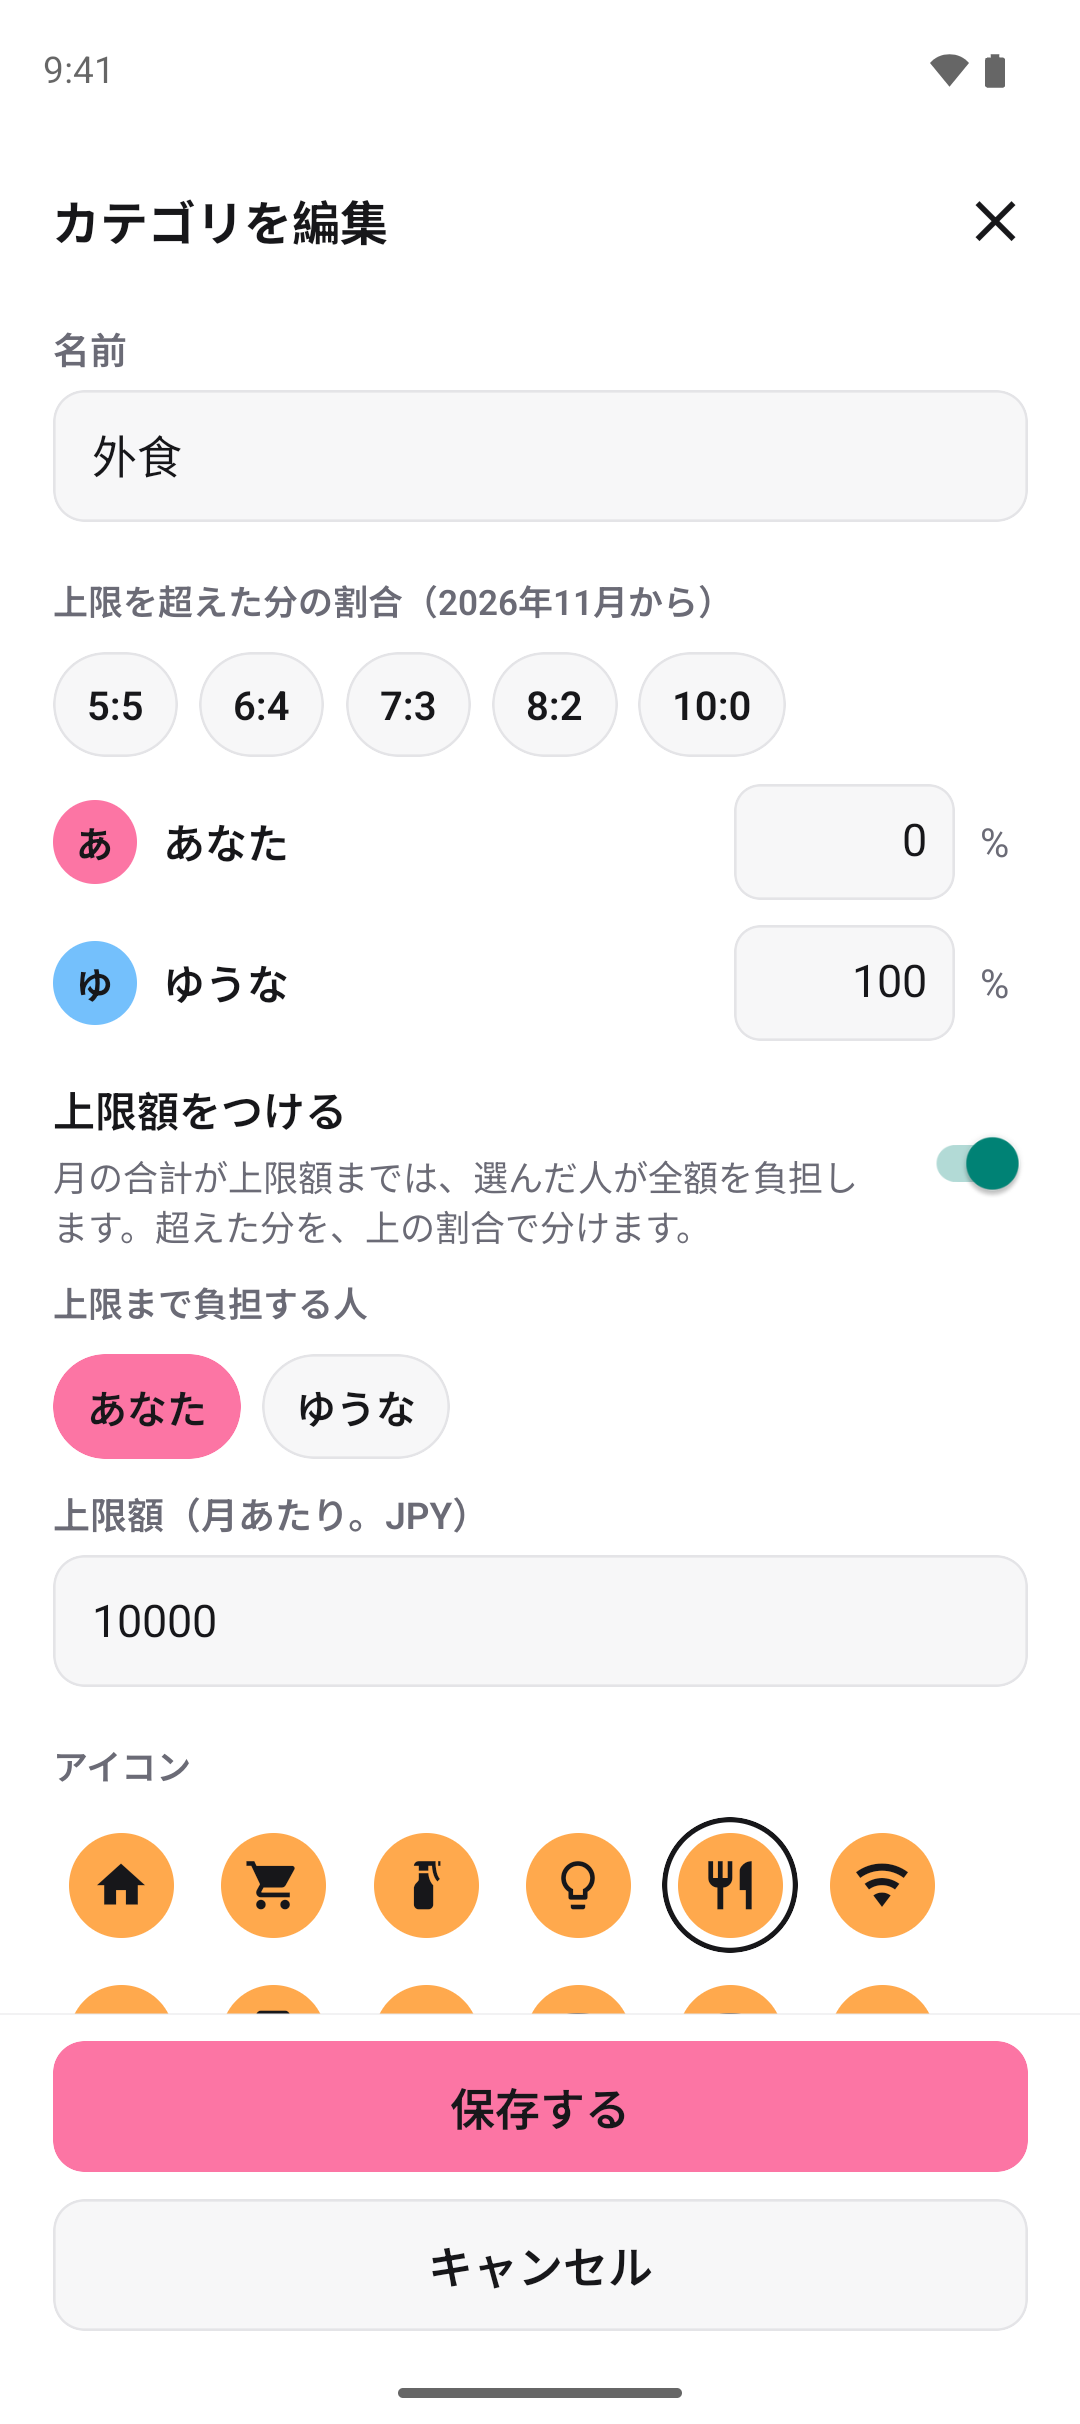 9:41
カテゴリを編集
名前
外食
上限を超えた分の割合（2026年11月から）
5:5 6:4 7:3 8:2 10:0
あ あなた 0 %
ゆ ゆうな 100 %
上限額をつける
月の合計が上限額までは、選んだ人が全額を負担し
ます。超えた分を、上の割合で分けます。
上限まで負担する人
あなた ゆうな
上限額（月あたり。JPY）
10000
アイコン
保存する
キャンセル